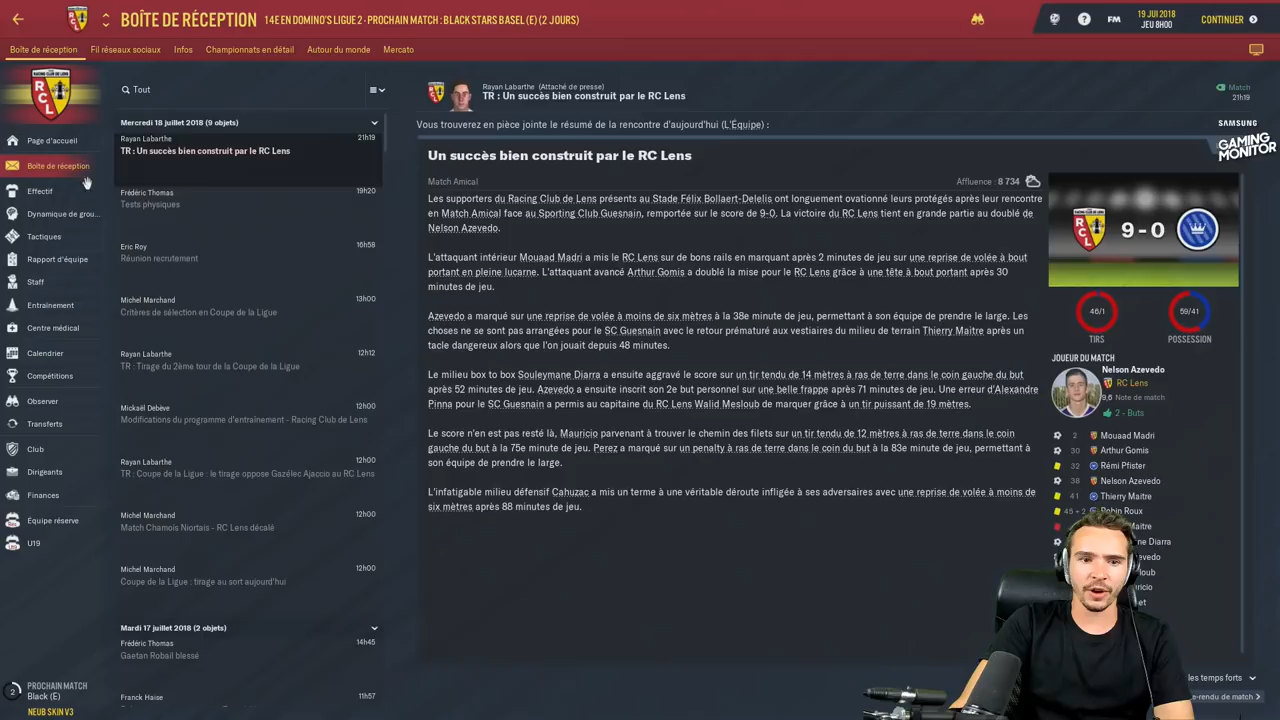 BOÎTE DE RÉCEPTION
14E EN DOMINO'S LIGUE 2 - PROCHAIN MATCH : BLACK STARS BASEL (E) (2 JOURS)
FM
19 JUI 2018
JEU 8H00
CONTINUER
Boîte de réception
Fil réseaux sociaux
Infos
Championnats en détail
Autour du monde
Mercato
Page d'accueil
Boîte de réception
Effectif
Dynamique de grou...
Tactiques
Rapport d'équipe
Staff
Entraînement
Centre médical
Calendrier
Compétitions
Observer
Transferts
Club
Dirigeants
Finances
Équipe réserve
U19
2
PROCHAIN MATCH
Black (E)
NEUB SKIN V3
Tout
Mercredi 18 juillet 2018 (9 objets)
Rayan Labarthe 21h19
TR : Un succès bien construit par le RC Lens
Frédéric Thomas 19h20
Tests physiques
Eric Roy 16h58
Réunion recrutement
Michel Marchand 13h00
Critères de sélection en Coupe de la Ligue
Rayan Labarthe 12h12
TR : Tirage du 2ème tour de la Coupe de la Ligue
Mickaël Debève 12h00
Modifications du programme d'entraînement - Racing Club de Lens
Rayan Labarthe 12h00
TR : Coupe de la Ligue : le tirage oppose Gazélec Ajaccio au RC Lens
Michel Marchand 12h00
Match Chamois Niortais - RC Lens décalé
Michel Marchand 12h00
Coupe de la Ligue : tirage au sort aujourd'hui
Mardi 17 juillet 2018 (2 objets)
Frédéric Thomas 14h45
Gaetan Robail blessé
Franck Haise 11h57
Rayan Labarthe (Attaché de presse)
TR : Un succès bien construit par le RC Lens
Match
21h19
Vous trouverez en pièce jointe le résumé de la rencontre d'aujourd'hui (L'Équipe) :
SAMSUNG
GAMING
MONITOR
Un succès bien construit par le RC Lens
Match Amical
Affluence : 8 734
Les supporters du Racing Club de Lens présents au Stade Félix Bollaert-Delelis ont longuement ovationné leurs protégés après leur rencontre
en Match Amical face au Sporting Club Guesnain, remportée sur le score de 9-0. La victoire du RC Lens tient en grande partie au doublé de
Nelson Azevedo.
L'attaquant intérieur Mouaad Madri a mis le RC Lens sur de bons rails en marquant après 2 minutes de jeu sur une reprise de volée à bout
portant en pleine lucarne. L'attaquant avancé Arthur Gomis a doublé la mise pour le RC Lens grâce à une tête à bout portant après 30
minutes de jeu.
Azevedo a marqué sur une reprise de volée à moins de six mètres à la 38e minute de jeu, permettant à son équipe de prendre le large. Les
choses ne se sont pas arrangées pour le SC Guesnain avec le retour prématuré aux vestiaires du milieu de terrain Thierry Maitre après un
tacle dangereux alors que l'on jouait depuis 48 minutes.
Le milieu box to box Souleymane Diarra a ensuite aggravé le score sur un tir tendu de 14 mètres à ras de terre dans le coin gauche du but
après 52 minutes de jeu. Azevedo a ensuite inscrit son 2e but personnel sur une belle frappe après 71 minutes de jeu. Une erreur d'Alexandre
Pinna pour le SC Guesnain a permis au capitaine du RC Lens Walid Mesloub de marquer grâce à un tir puissant de 19 mètres.
Le score n'en est pas resté là, Mauricio parvenant à trouver le chemin des filets sur un tir tendu de 12 mètres à ras de terre dans le coin
gauche du but à la 75e minute de jeu. Perez a marqué sur un penalty à ras de terre dans le coin du but à la 83e minute de jeu, permettant à
son équipe de prendre le large.
L'infatigable milieu défensif Cahuzac a mis un terme à une véritable déroute infligée à ses adversaires avec une reprise de volée à moins de
six mètres après 88 minutes de jeu.
9 - 0
46/1
59/41
TIRS
POSSESSION
JOUEUR DU MATCH
Nelson Azevedo
RC Lens
9,6 Note de match
2 - Buts
2 Mouaad Madri
30 Arthur Gomis
32 Rémi Pfister
38 Nelson Azevedo
41 Thierry Maitre
45 + 2 Robin Roux
Maitre
ne Diarra
evedo
loub
ricio
et
les temps forts
e-rendu de match